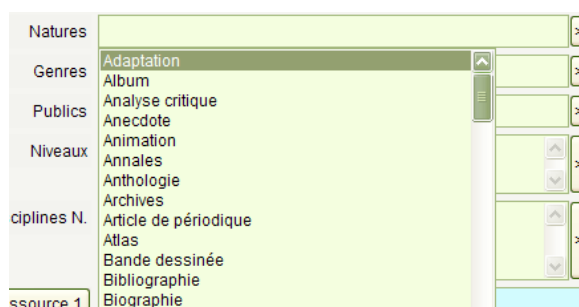 Natures
>
Adaptation
Genres
>
Album
Analyse critique
Publics
>
Anecdote
Animation
Niveaux
Annales
>
Anthologie
Archives
ciplines N.
Article de périodique
>
Atlas
Bande dessinée
Bibliographie
ssource 1
Biographie